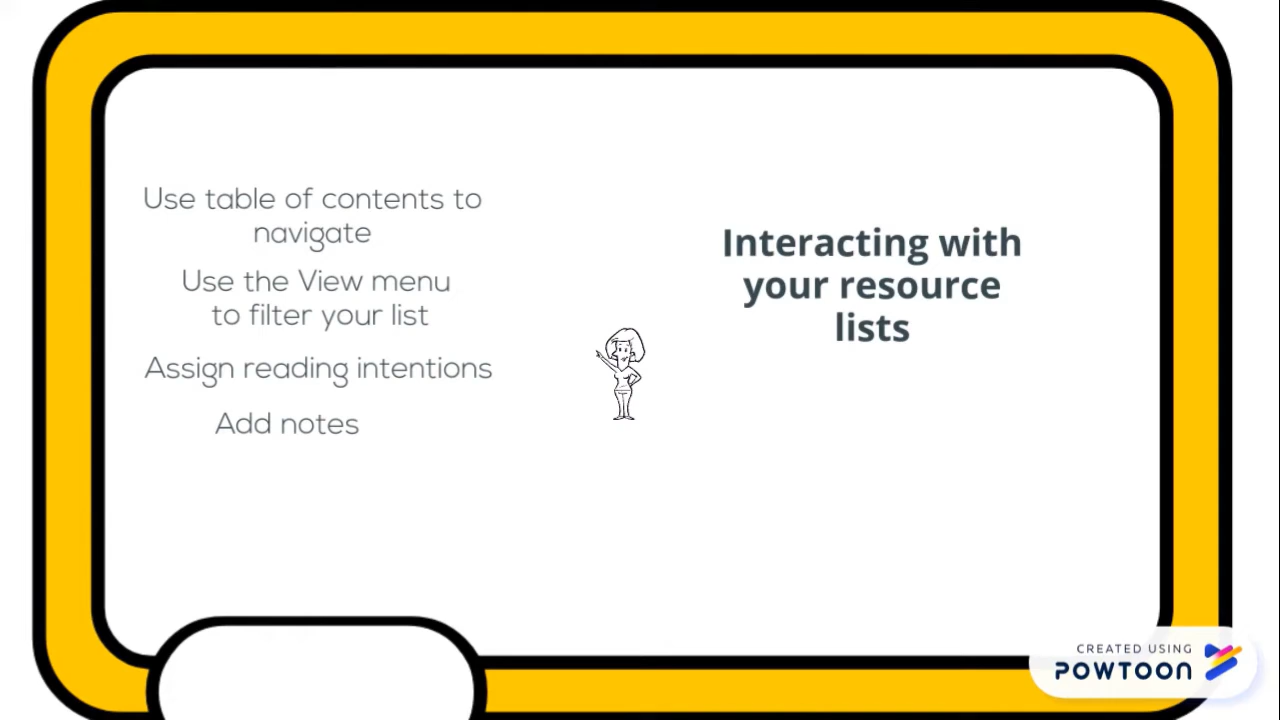 Use table of contents to
navigate
Use the View menu
to filter your list
Assign reading intentions
Add notes
Interacting with
your resource
lists
CREATED USING
POWTOON